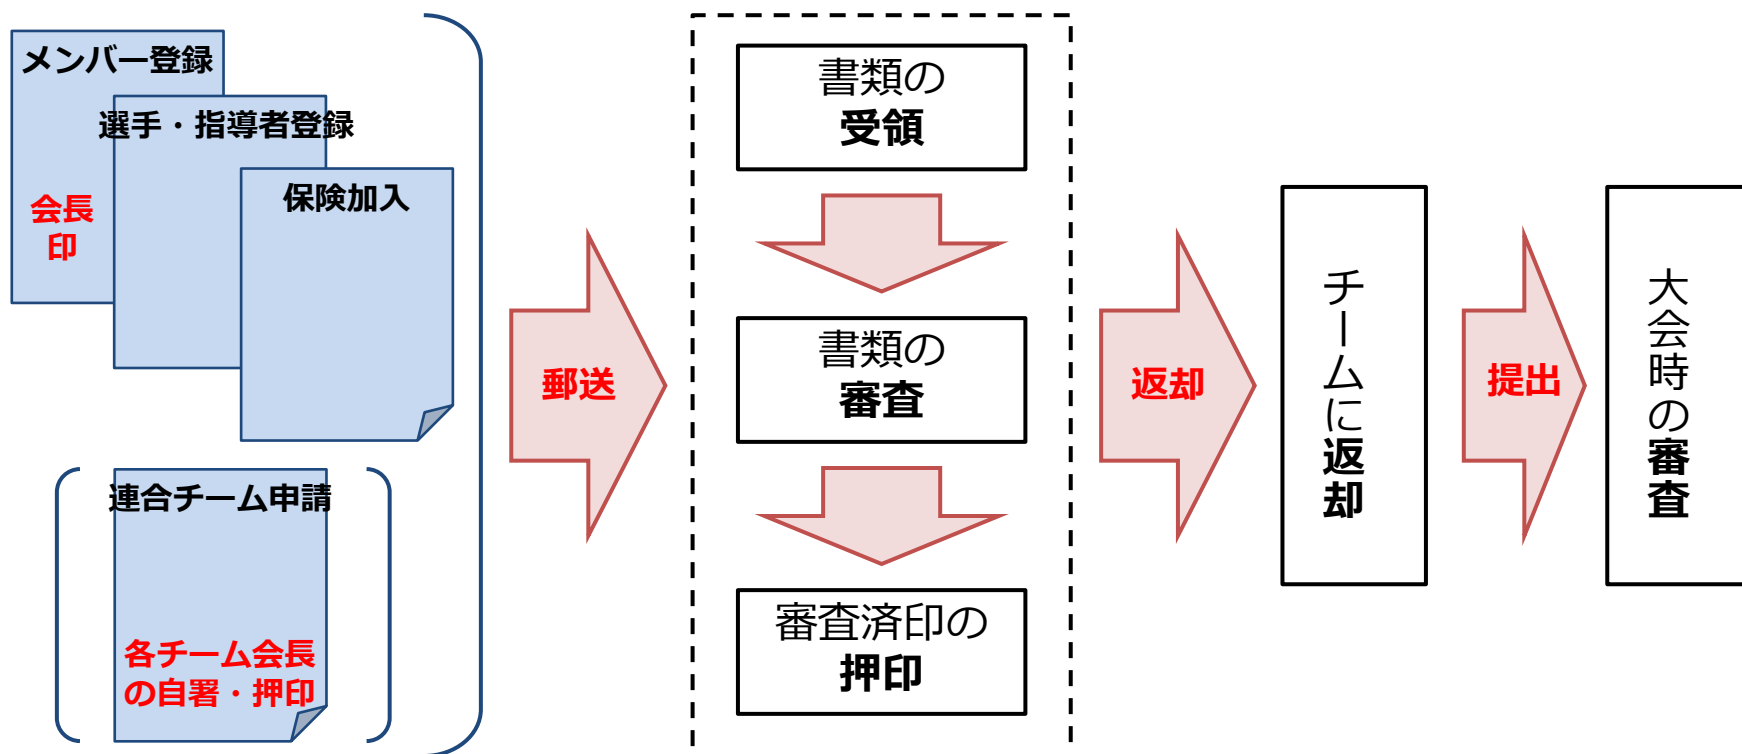 メンバー登録
選手・指導者登録
保険加入
会長
印
連合チーム申請
各チーム会長
の自署・押印
郵送
書類の
受領
書類の
審査
審査済印の
押印
返却
チームに返却
提出
大会時の審査